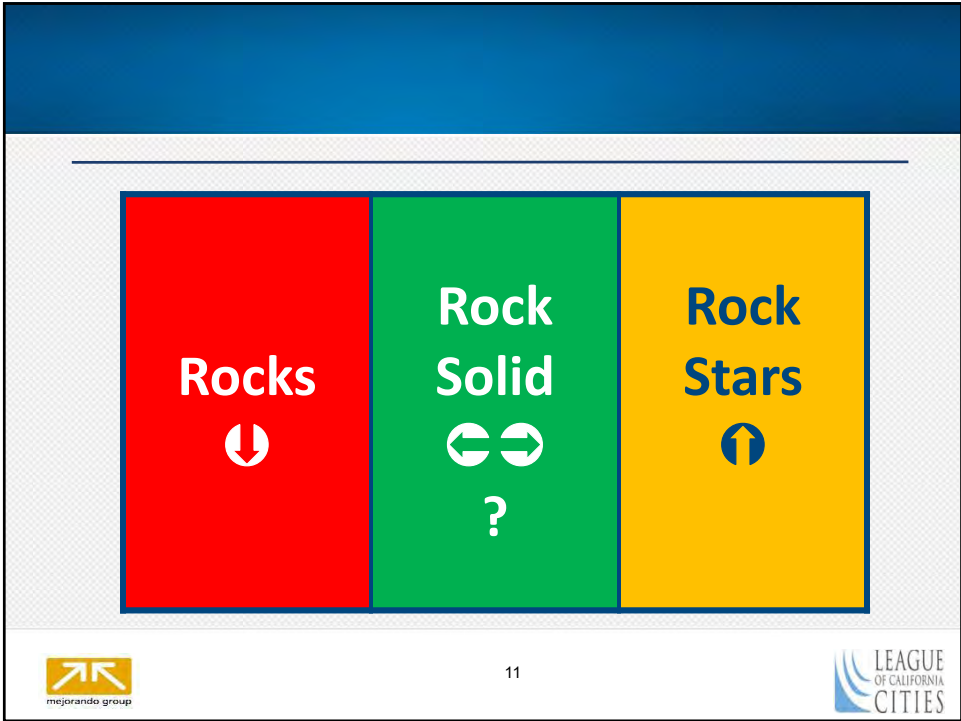 Rocks
Rock
Solid
?
Rock
Stars
mejorando group
11
LEAGUE
OF CALIFORNIA
CITIES